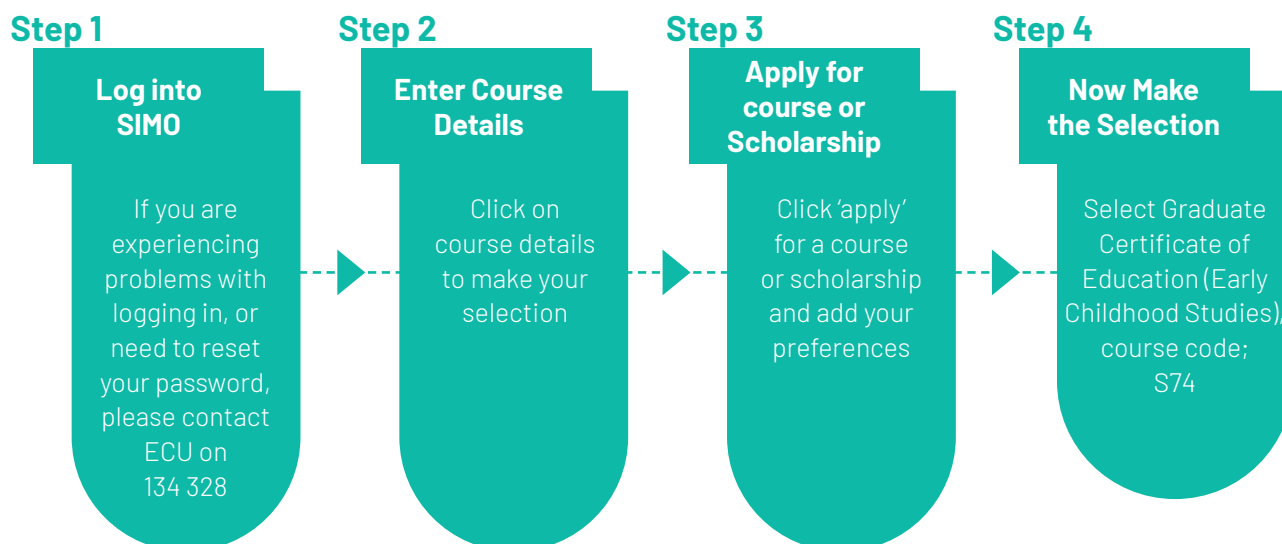 Step 1
Log into
SIMO
If you are
experiencing
problems with
logging in, or
need to reset
your password,
please contact
ECU on
134 328
Step 2
Enter Course
Details
Click on
course details
to make your
selection
Step 3
Apply for
course or
Scholarship
Click ‘apply’
for a course
or scholarship
and add your
preferences
Step 4
Now Make
the Selection
Select Graduate
Certificate of
Education (Early
Childhood Studies),
course code;
S74